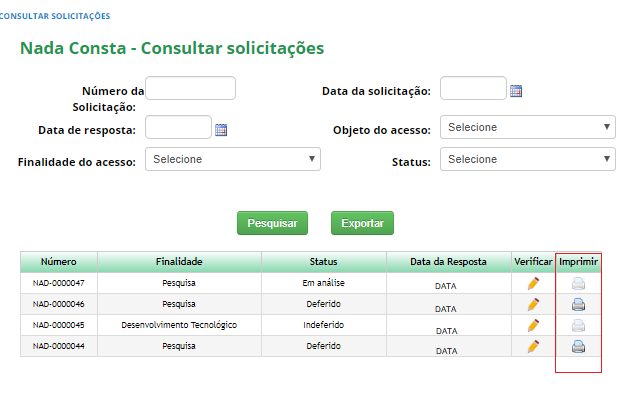 CONSULTAR SOLICITAÇÕES
Nada Consta - Consultar solicitações
Número da Solicitação:
Data da solicitação:
Data de resposta:
Objeto do acesso: Selecione
Finalidade do acesso: Selecione
Status: Selecione
Pesquisar Exportar
Número Finalidade Status Data da Resposta Verificar Imprimir
NAD-0000047 Pesquisa Em análise DATA
NAD-0000046 Pesquisa Deferido DATA
NAD-0000045 Desenvolvimento Tecnológico Indeferido DATA
NAD-0000044 Pesquisa Deferido DATA